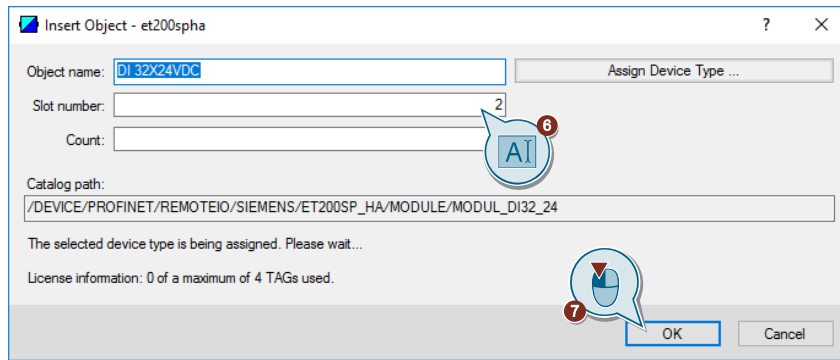 Insert Object - et200spha
Object name: DI 32X24VDC Assign Device Type ...
Slot number: 2
6
Count:
A
Catalog path:
/DEVICE/PROFINET/REMOTEIO/SIEMENS/ET200SP_HA/MODULE/MODUL_DI32_24
The selected device type is being assigned. Please wait...
License information: 0 of a maximum of 4 TAGs used.
7
OK Cancel